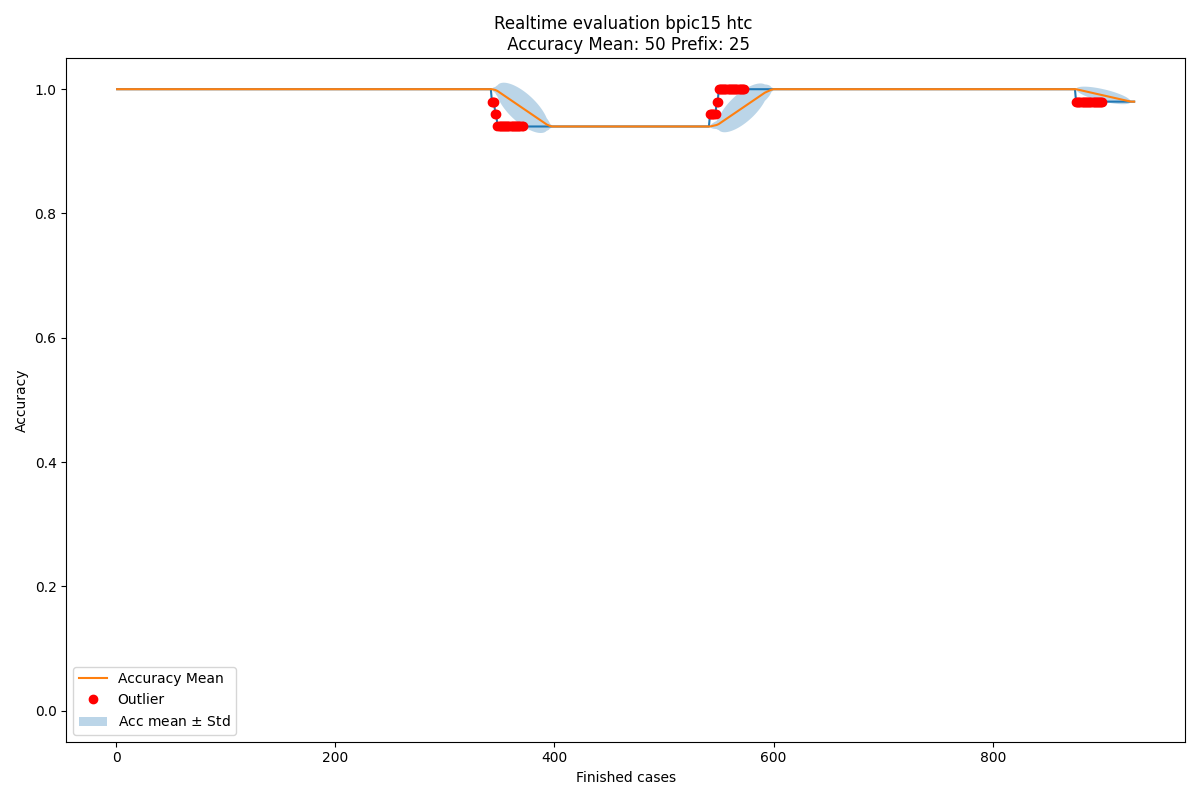 Realtime evaluation bpic15 htc
Accuracy Mean: 50 Prefix: 25
1.0
0.8
0.6
0.4
0.2
0.0
Accuracy
Accuracy Mean
Outlier
Acc mean ± Std
0
200
400
600
800
Finished cases